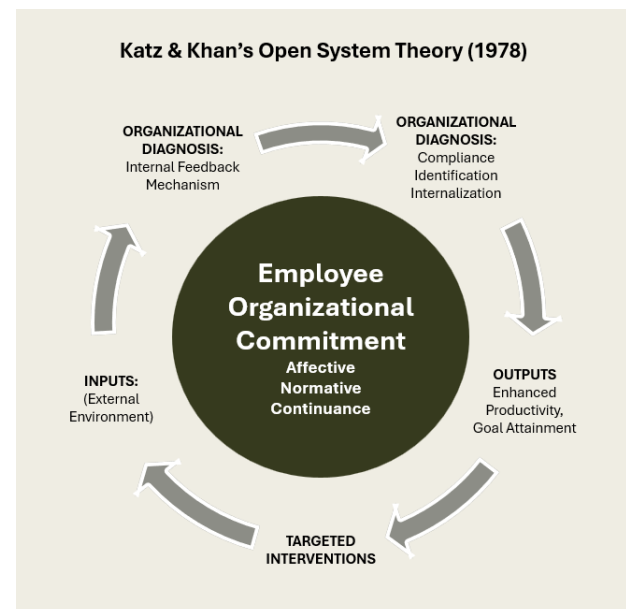 Katz & Khan's Open System Theory (1978)
ORGANIZATIONAL
DIAGNOSIS:
Internal Feedback
Mechanism
ORGANIZATIONAL
DIAGNOSIS:
Compliance
Identification
Internalization
Employee
Organizational
Commitment
Affective
Normative
Continuance
INPUTS:
(External
Environment)
OUTPUTS
Enhanced
Productivity,
Goal Attainment
TARGETED
INTERVENTIONS